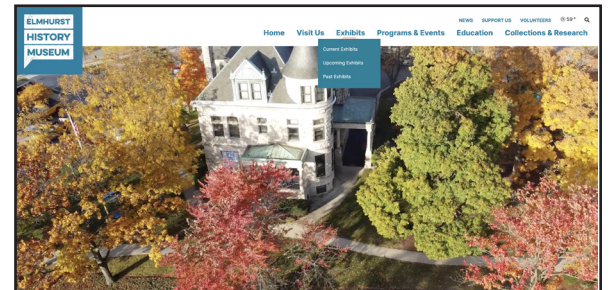 ELMHURST
HISTORY
MUSEUM
NEWS SUPPORT US VOLUNTEERS 59°
Home Visit Us Exhibits Programs & Events Education Collections & Research
Current Exhibits
Upcoming Exhibits
Past Exhibits